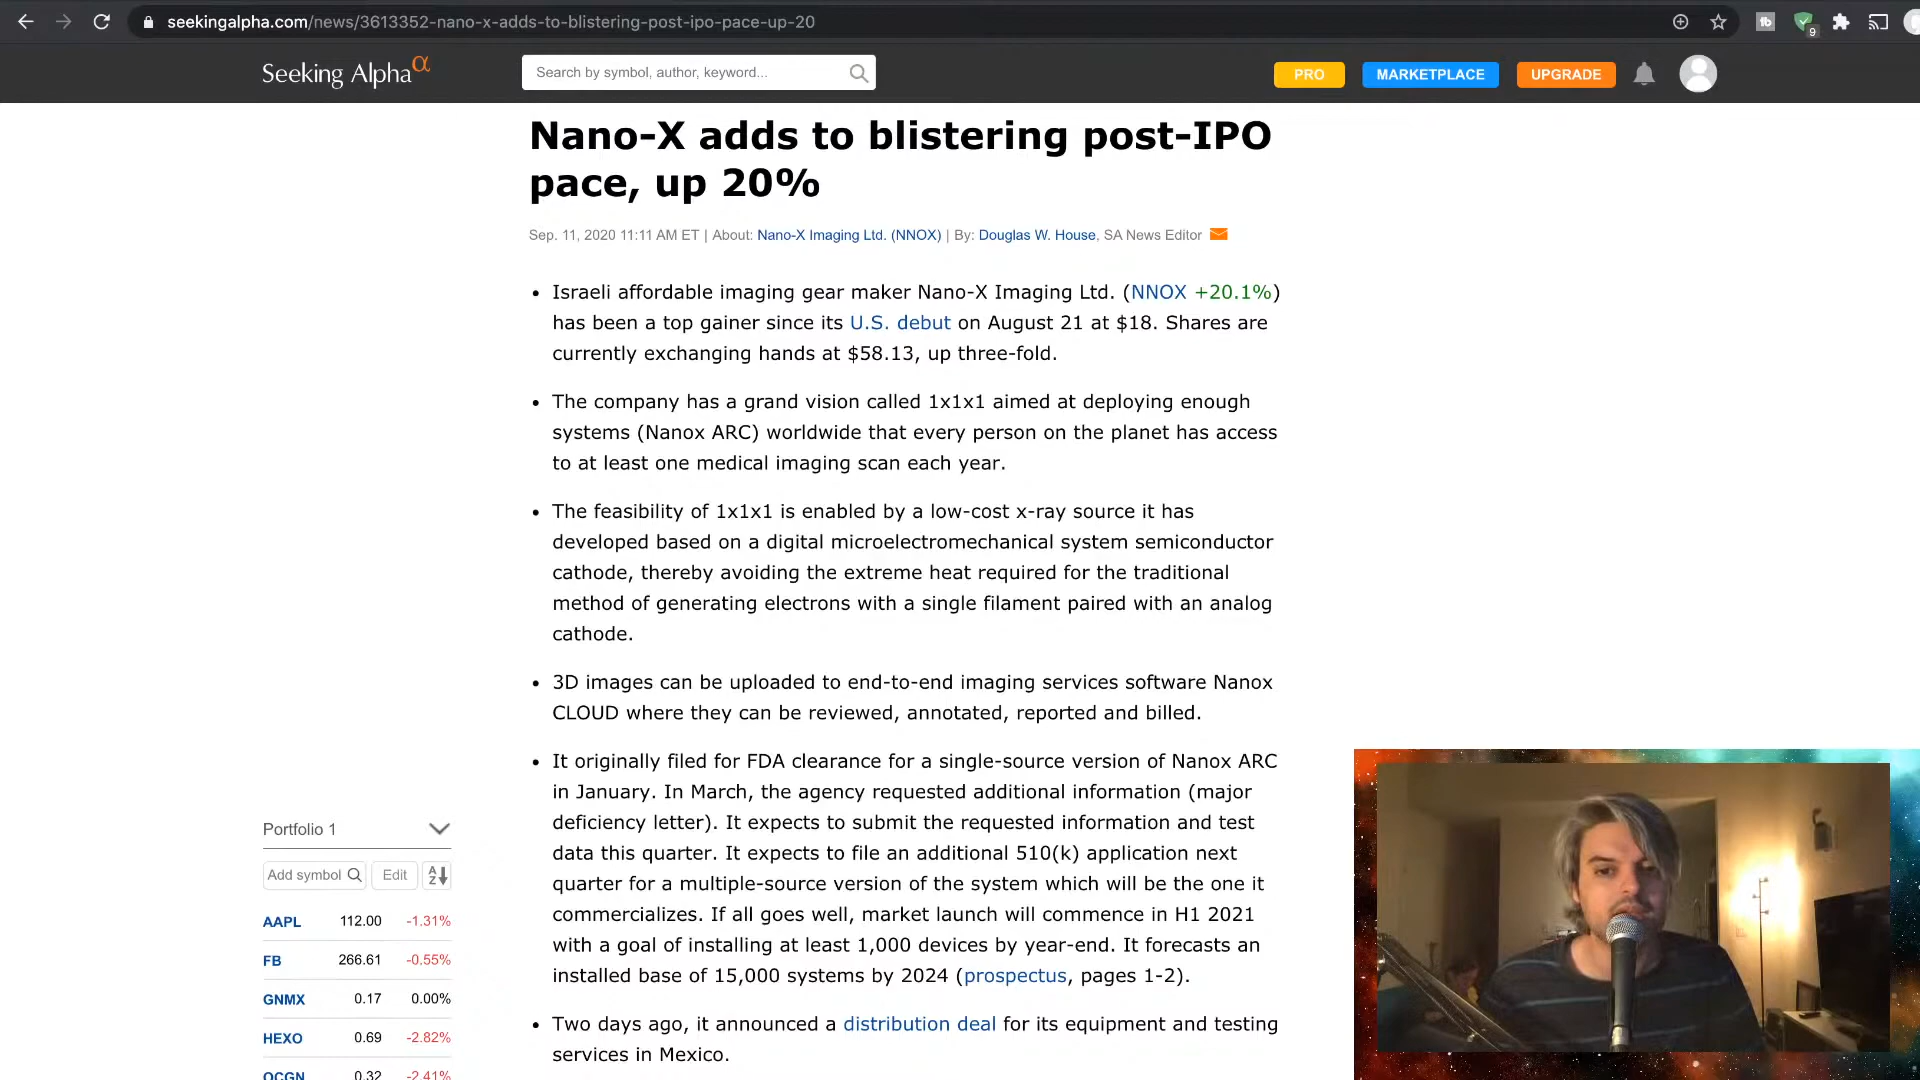 seekingalpha.com/news/3613352-nano-x-adds-to-blistering-post-ipo-pace-up-20
9
Seeking Alpha α
Search by symbol, author, keyword...
PRO
MARKETPLACE
UPGRADE
Nano-X adds to blistering post-IPO
pace, up 20%
Sep. 11, 2020 11:11 AM ET | About: Nano-X Imaging Ltd. (NNOX) | By: Douglas W. House, SA News Editor
• Israeli affordable imaging gear maker Nano-X Imaging Ltd. (NNOX +20.1%)
has been a top gainer since its U.S. debut on August 21 at $18. Shares are
currently exchanging hands at $58.13, up three-fold.
• The company has a grand vision called 1x1x1 aimed at deploying enough
systems (Nanox ARC) worldwide that every person on the planet has access
to at least one medical imaging scan each year.
• The feasibility of 1x1x1 is enabled by a low-cost x-ray source it has
developed based on a digital microelectromechanical system semiconductor
cathode, thereby avoiding the extreme heat required for the traditional
method of generating electrons with a single filament paired with an analog
cathode.
• 3D images can be uploaded to end-to-end imaging services software Nanox
CLOUD where they can be reviewed, annotated, reported and billed.
• It originally filed for FDA clearance for a single-source version of Nanox ARC
in January. In March, the agency requested additional information (major
deficiency letter). It expects to submit the requested information and test
data this quarter. It expects to file an additional 510(k) application next
quarter for a multiple-source version of the system which will be the one it
commercializes. If all goes well, market launch will commence in H1 2021
with a goal of installing at least 1,000 devices by year-end. It forecasts an
installed base of 15,000 systems by 2024 (prospectus, pages 1-2).
• Two days ago, it announced a distribution deal for its equipment and testing
services in Mexico.
Portfolio 1
Add symbol Edit AZ
AAPL 112.00 -1.31%
FB 266.61 -0.55%
GNMX 0.17 0.00%
HEXO 0.69 -2.82%
OCGN 0.32 -2.41%